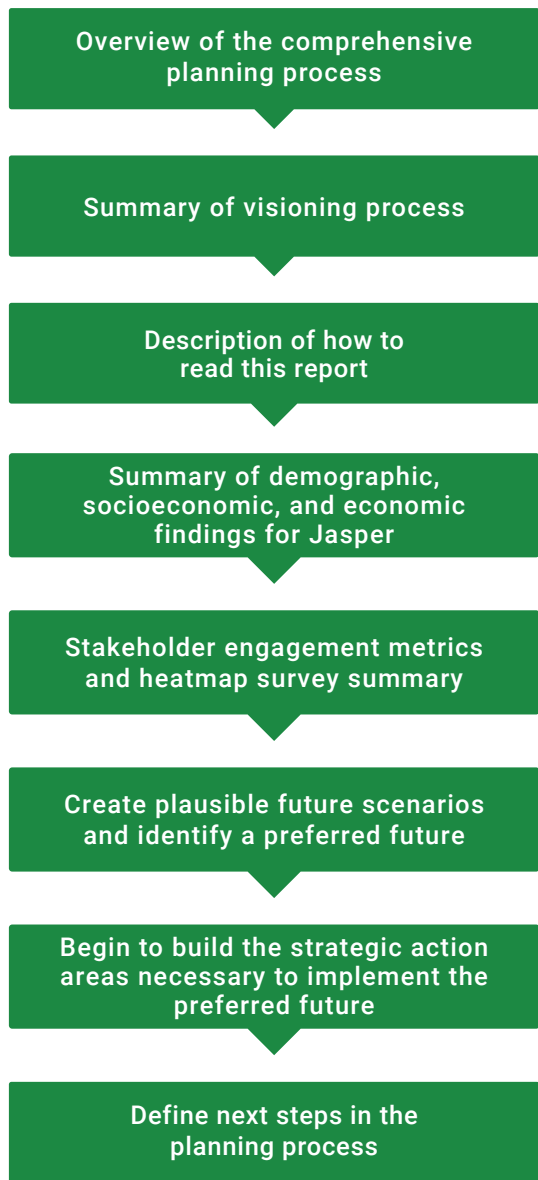 Overview of the comprehensive
planning process
Summary of visioning process
Description of how to
read this report
Summary of demographic,
socioeconomic, and economic
findings for Jasper
Stakeholder engagement metrics
and heatmap survey summary
Create plausible future scenarios
and identify a preferred future
Begin to build the strategic action
areas necessary to implement the
preferred future
Define next steps in the
planning process